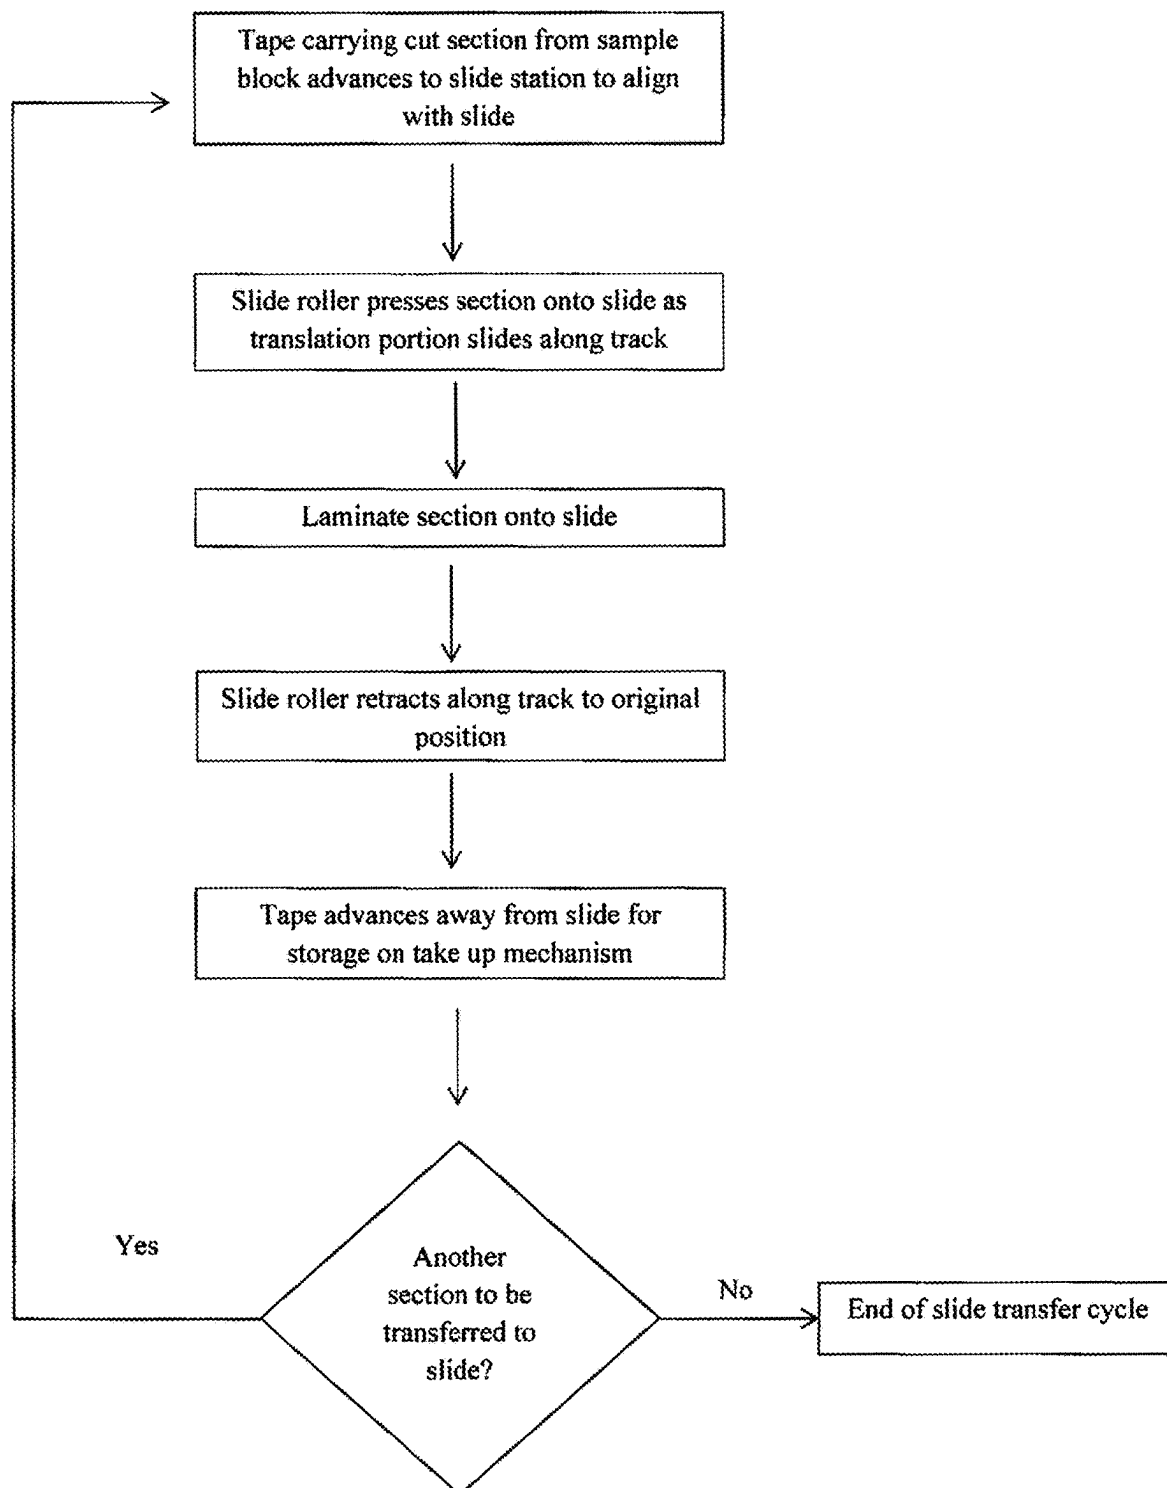 Tape carrying cut section from sample
block advances to slide station to align
with slide
Slide roller presses section onto slide as
translation portion slides along track
Laminate section onto slide
Slide roller retracts along track to original
position
Tape advances away from slide for
storage on take up mechanism
Yes
Another
section to be
transferred to
slide?
No
End of slide transfer cycle